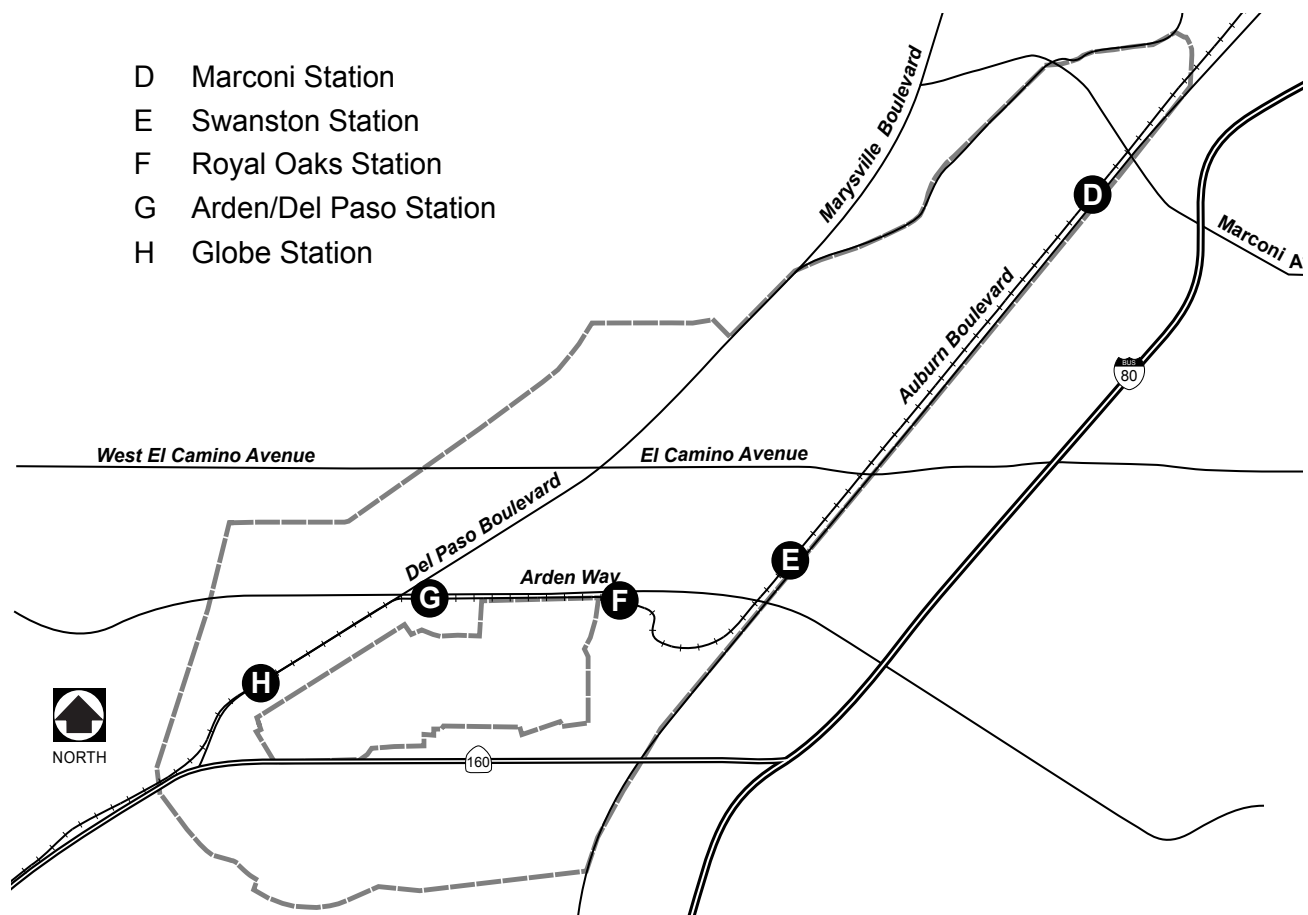 D Marconi Station
E Swanston Station
F Royal Oaks Station
G Arden/Del Paso Station
H Globe Station
Marysville Boulevard
D
Marconi A
Auburn Boulevard
BUS
80
West El Camino Avenue
El Camino Avenue
Del Paso Boulevard
E
Arden Way
G
F
H
NORTH
160